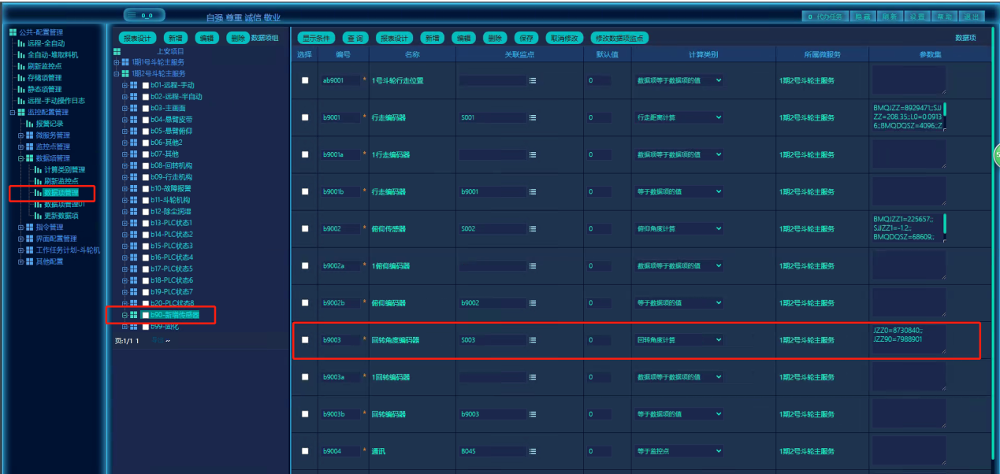 0_0
自强 尊重 诚信 敬业
0 代办任务 隐藏 刷新 设置 帮助 退出
公共-配置管理
远程-全自动
全自动-堆取料机
刷新监控点
存储项管理
静态项管理
远程-手动操作日志
监控配置管理
报警记录
微服务管理
监控点管理
数据项管理
计算类别管理
刷新监控点
数据项管理
数据项管理01
更新数据项
指令管理
界面配置管理
工作任务计划-斗轮机
其他配置
报表设计 新增 编辑 删除 数据项组
上安项目
1期1号斗轮主服务
1期2号斗轮主服务
b01-远程-手动
b02-远程-半自动
b03-主画面
b04-悬臂皮带
b05-悬臂俯仰
b06-其他2
b07-其他
b08-回转机构
b09-行走机构
b10-故障报警
b11-斗轮机构
b12-除尘润滑
b13-PLC状态1
b14-PLC状态2
b15-PLC状态3
b16-PLC状态4
b17-PLC状态5
b18-PLC状态6
b19-PLC状态7
b20-PLC状态8
b90-新增传感器
b99-固化
页:1/1 1 ~
显示条件 查询 报表设计 新增 编辑 删除 保存 取消修改 修改数据项监点 数据项
选择 编号 名称 关联监点 默认值 计算类别 所属微服务 参数集
ab9001 * 1号斗轮行走位置 0 数据项等于数据项的值 1期2号斗轮主服务
b9001 * 行走编码器 S001 0 行走距离计算 1期2号斗轮主服务 BMQJZZ=8929471;;SJJ
ZZ=208.35;;L0=0.0913
6;;BMQDQSZ=4096;;Z
b9001a * 1行走编码器 0 数据项等于数据项的值 1期2号斗轮主服务
b9001b * 行走编码器 b9001 0 等于数据项的值 1期2号斗轮主服务
b9002 * 俯仰传感器 S002 0 俯仰角度计算 1期2号斗轮主服务 BMQJZZ1=225657;;
SJJZZ1=-1.2;;
BMQDQSZ=68609;;
b9002a * 1俯仰编码器 0 数据项等于数据项的值 1期2号斗轮主服务
b9002b * 俯仰编码器 b9002 0 等于数据项的值 1期2号斗轮主服务
b9003 * 回转角度编码器 S003 0 回转角度计算 1期2号斗轮主服务 JZZ0=8730840;;
JZZ90=7988901
b9003a * 1回转编码器 0 数据项等于数据项的值 1期2号斗轮主服务
b9003b * 回转编码器 b9003 0 等于数据项的值 1期2号斗轮主服务
b9004 * 通讯 B045 0 等于监控点 1期2号斗轮主服务